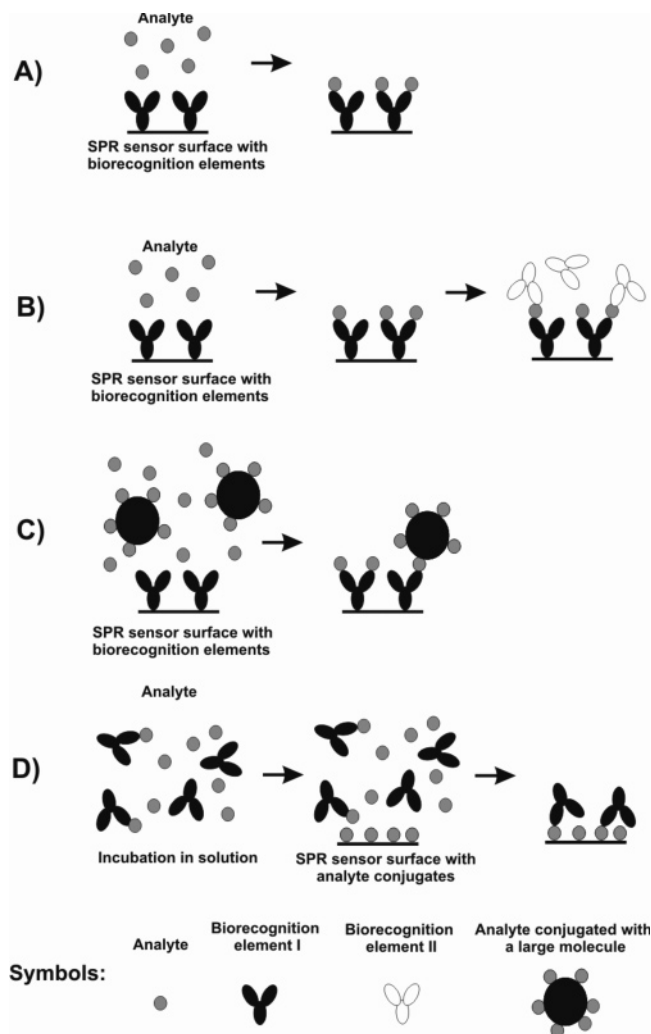 Analyte
A)
SPR sensor surface with
biorecognition elements
Analyte
B)
SPR sensor surface with
biorecognition elements
C)
SPR sensor surface with
biorecognition elements
Analyte
D)
Incubation in solution
SPR sensor surface with
analyte conjugates
Symbols:
Analyte
Biorecognition
element I
Biorecognition
element II
Analyte conjugated with
a large molecule